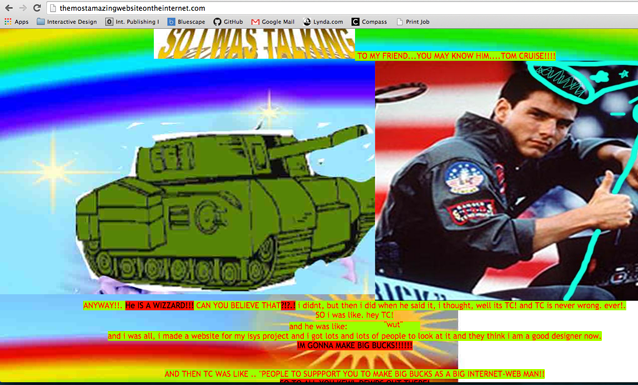 themostamazingwebsiteontheinternet.com
Apps Interactive Design Int. Publishing I Bluescape GitHub Google Mail Lynda.com Compass Print Job
SO I WAS TALKING
TO MY FRIEND...YOU MAY KNOW HIM....TOM CRUISE!!!!
ANYWAY!!. He IS A WIZZARD!!! CAN YOU BELIEVE THAT?!?.! i didnt, but then i did when he said it, i thought, well its TC! and TC is never wrong. ever!.
SO i was like. hey TC!
and he was like: "wut"
and i was all, i made a website for my isys project and i got lots and lots of people to look at it and they think i am a good designer now.
IM GONNA MAKE BIG BUCKS!!!!!!!
AND THEN TC WAS LIKE .. "PEOPLE TO SUPPPORT YOU TO MAKE BIG BUCKS AS A BIG INTERNET-WEB MAN!!